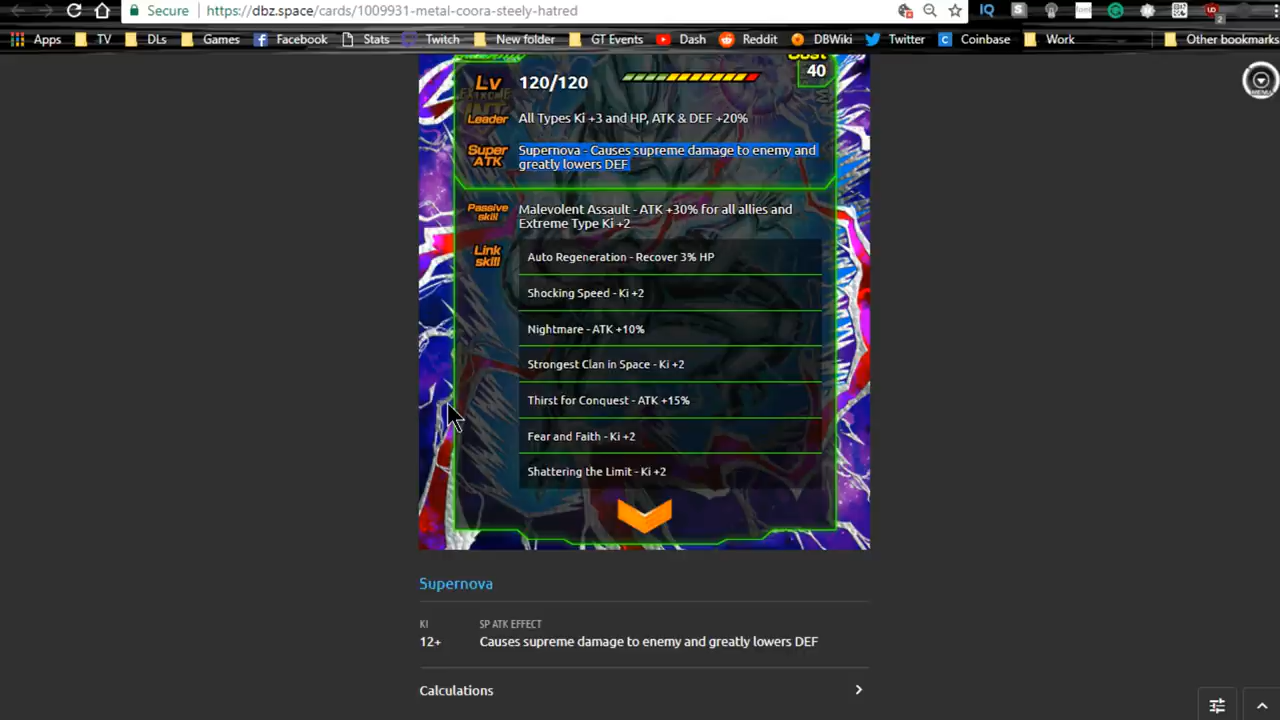 Secure https://dbz.space/cards/1009931-metal-coora-steely-hatred
IQ S 2
Apps TV DLs Games Facebook Stats Twitch New folder GT Events Dash Reddit DBWiki Twitter Coinbase Work Other bookmarks
Cost
40
Lv 120/120
EXTREME
INT
Leader All Types Ki +3 and HP, ATK & DEF +20%
Super ATK Supernova - Causes supreme damage to enemy and
greatly lowers DEF
Passive skill Malevolent Assault - ATK +30% for all allies and
Extreme Type Ki +2
Link skill Auto Regeneration - Recover 3% HP
Shocking Speed - Ki +2
Nightmare - ATK +10%
Strongest Clan in Space - Ki +2
Thirst for Conquest - ATK +15%
Fear and Faith - Ki +2
Shattering the Limit - Ki +2
MENU
Supernova
KI SP ATK EFFECT
12+ Causes supreme damage to enemy and greatly lowers DEF
Calculations